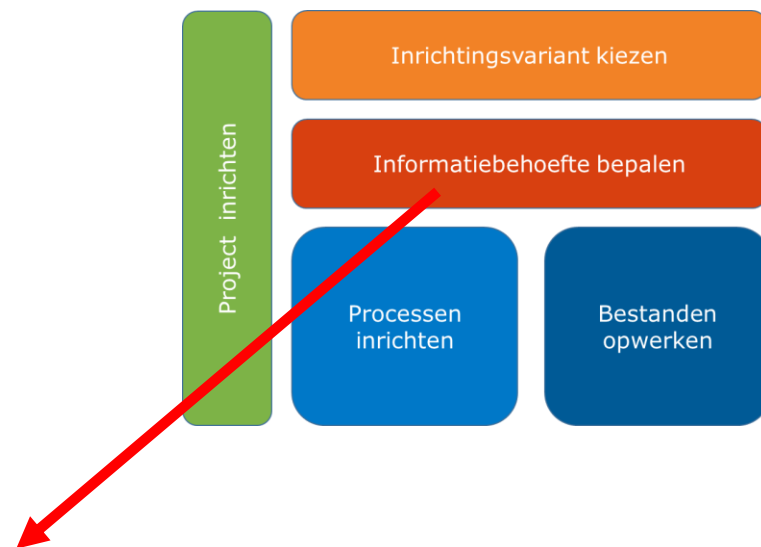 Project inrichten
Inrichtingsvariant kiezen
Informatiebehoefte bepalen
Processen
inrichten
Bestanden
opwerken